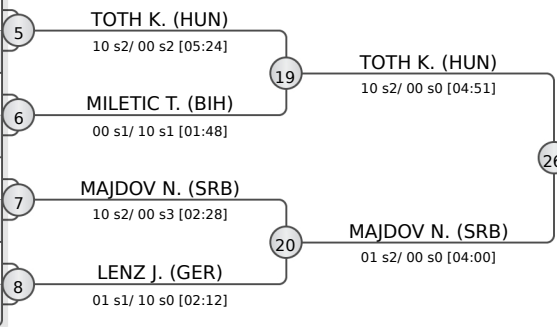 5
TOTH K. (HUN)
10 s2/ 00 s2 [05:24]
19
TOTH K. (HUN)
10 s2/ 00 s0 [04:51]
6
MILETIC T. (BIH)
00 s1/ 10 s1 [01:48]
26
7
MAJDOV N. (SRB)
10 s2/ 00 s3 [02:28]
20
MAJDOV N. (SRB)
01 s2/ 00 s0 [04:00]
8
LENZ J. (GER)
01 s1/ 10 s0 [02:12]